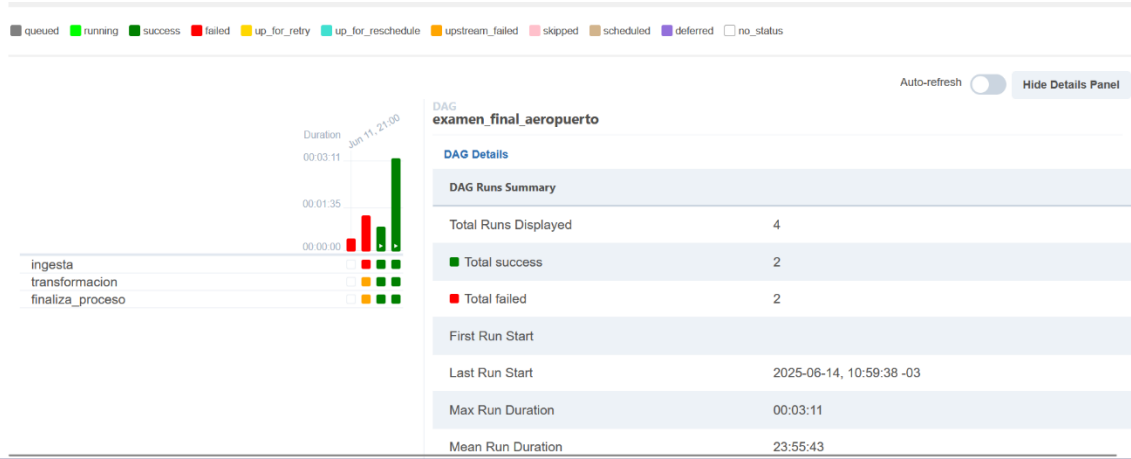 queued running success failed up_for_retry up_for_reschedule upstream_failed skipped scheduled deferred no_status
Auto-refresh Hide Details Panel
Duration
Jun 11, 21:00
00:03:11
00:01:35
00:00:00
ingesta
transformacion
finaliza_proceso
DAG
examen_final_aeropuerto
DAG Details
DAG Runs Summary
Total Runs Displayed 4
Total success 2
Total failed 2
First Run Start
Last Run Start 2025-06-14, 10:59:38 -03
Max Run Duration 00:03:11
Mean Run Duration 23:55:43